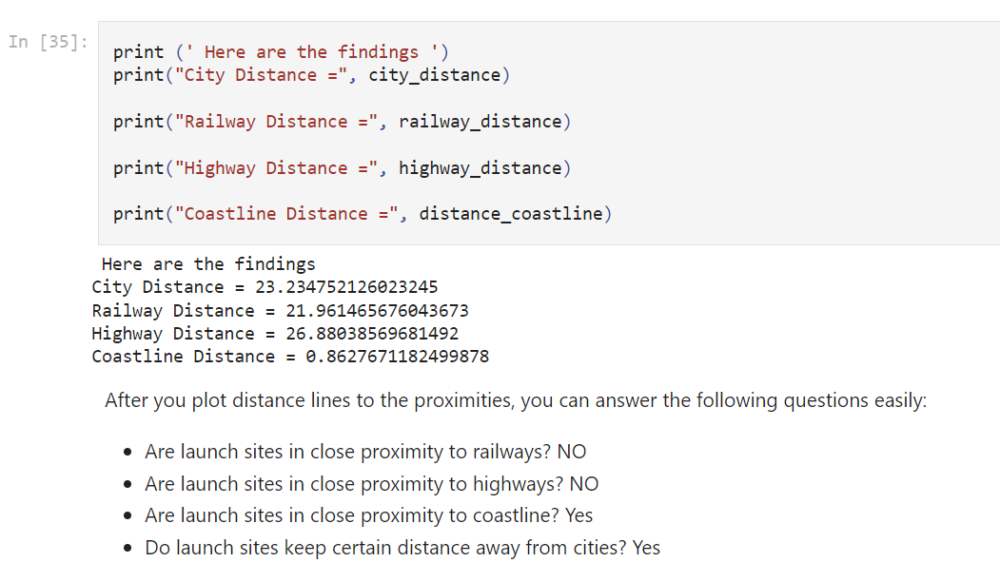 In [35]:
print (' Here are the findings ')
print("City Distance =", city_distance)
print("Railway Distance =", railway_distance)
print("Highway Distance =", highway_distance)
print("Coastline Distance =", distance_coastline)
Here are the findings
City Distance = 23.234752126023245
Railway Distance = 21.961465676043673
Highway Distance = 26.88038569681492
Coastline Distance = 0.8627671182499878
After you plot distance lines to the proximities, you can answer the following questions easily:
• Are launch sites in close proximity to railways? NO
• Are launch sites in close proximity to highways? NO
• Are launch sites in close proximity to coastline? Yes
• Do launch sites keep certain distance away from cities? Yes